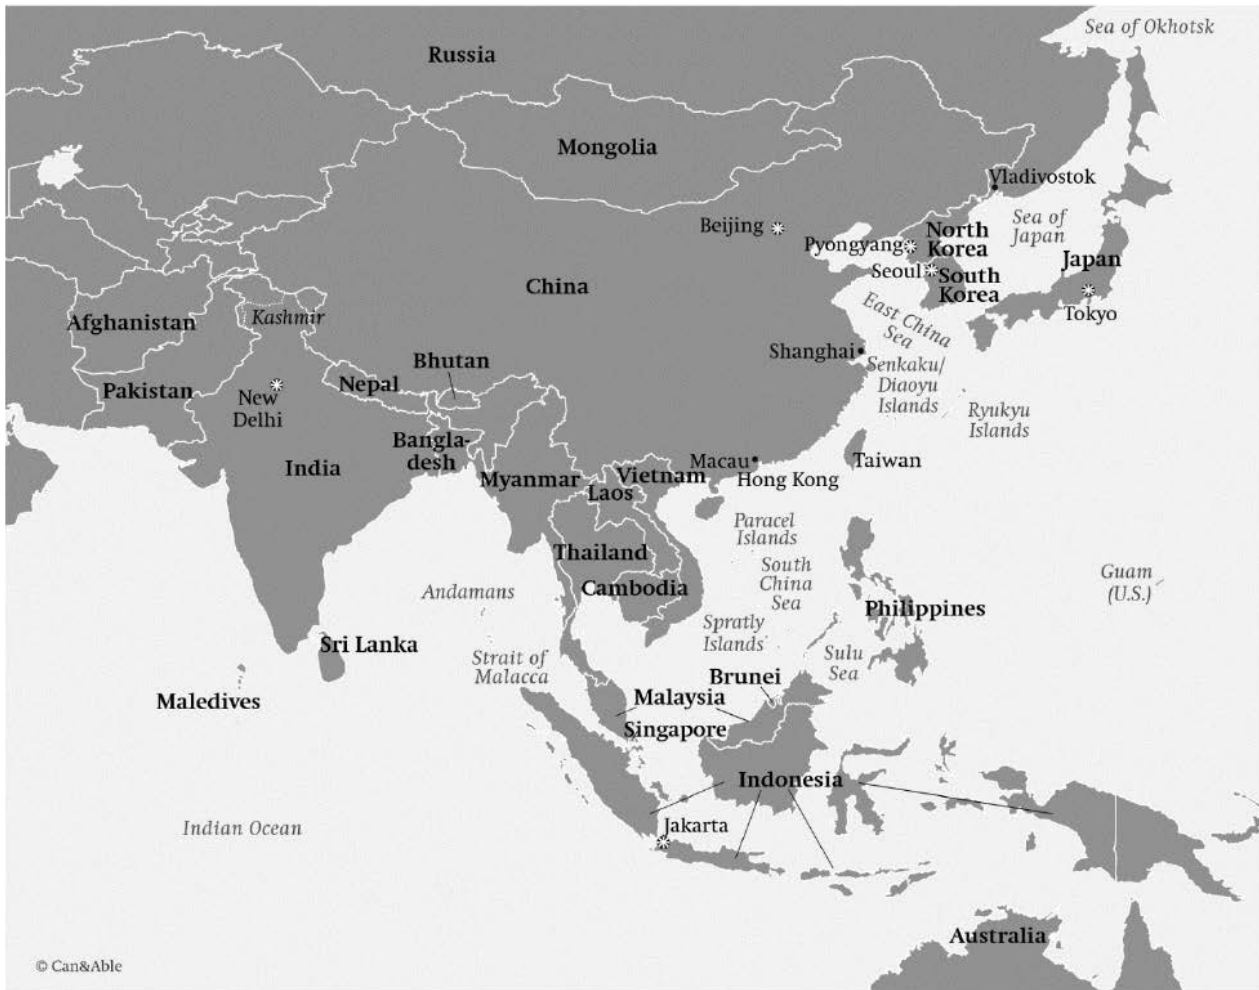 Sea of Okhotsk
Russia
Mongolia
Vladivostok
Beijing
Sea of
Japan
North
Korea
Pyongyang
Japan
Seoul
South
Korea
China
Tokyo
East China
Sea
Kashmir
Afghanistan
Shanghai
Senkaku/
Diaoyu
Islands
Bhutan
Nepal
Pakistan
New
Delhi
Ryukyu
Islands
Bangla-
desh
India
Macau
Hong Kong
Taiwan
Myanmar
Vietnam
Laos
Paracel
Islands
Thailand
South
China
Sea
Cambodia
Andamans
Guam
(U.S.)
Philippines
Spratly
Islands
Sri Lanka
Sulu
Sea
Strait of
Malacca
Brunei
Maledives
Malaysia
Singapore
Indonesia
Jakarta
Indian Ocean
Australia
© Can&Able